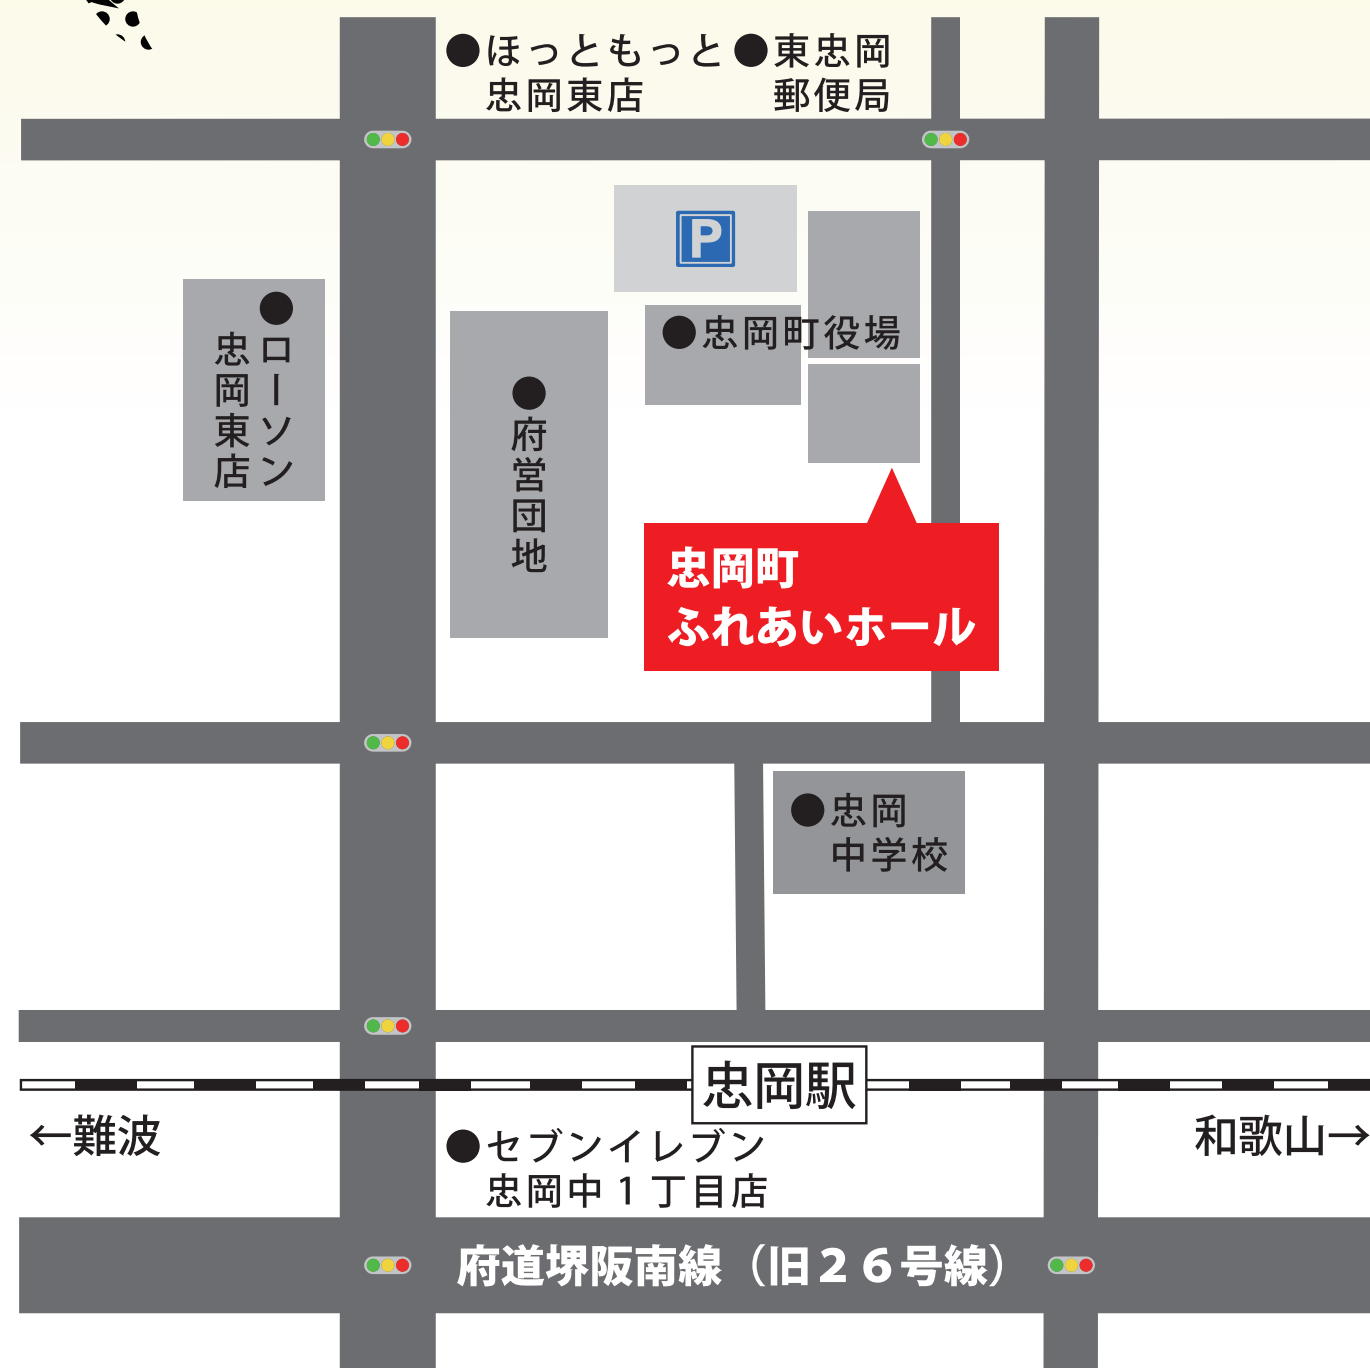 ●ほっともっと
忠岡東店
●東忠岡
郵便局
P
●ローソン
忠岡東店
●忠岡町役場
●府営団地
忠岡町
ふれあいホール
●忠岡
中学校
忠岡駅
←難波
和歌山→
●セブンイレブン
忠岡中１丁目店
府道堺阪南線（旧２６号線）